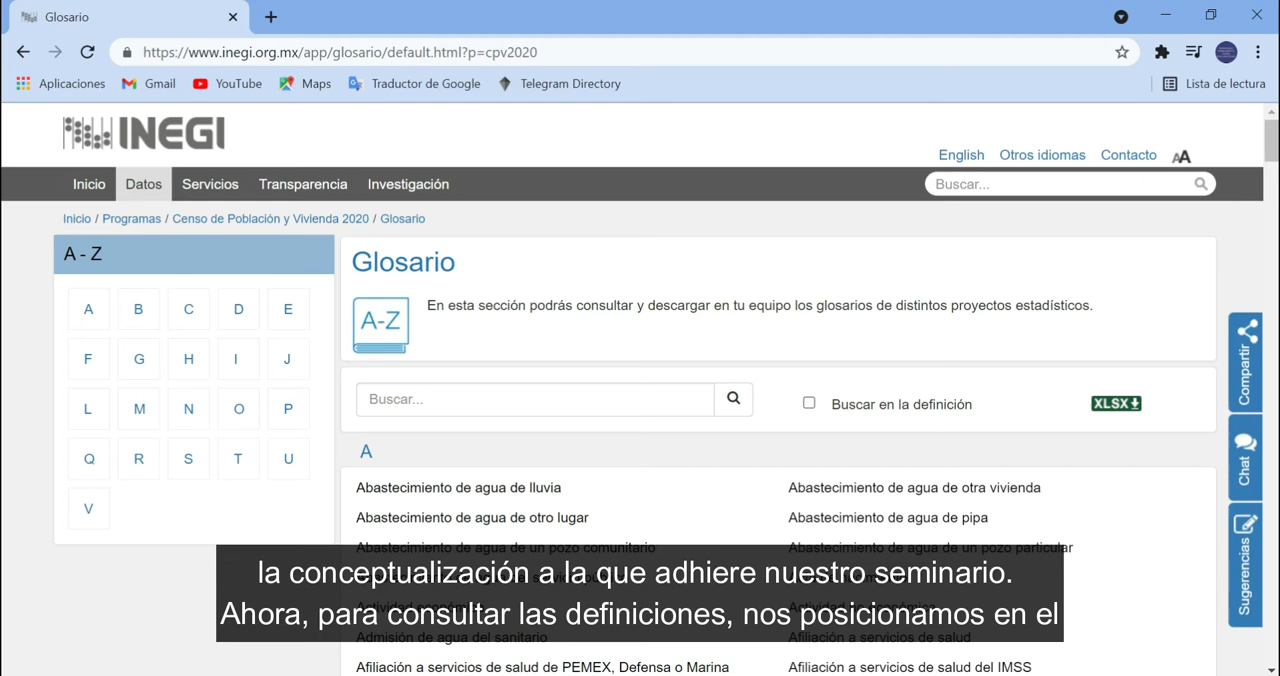 Glosario
https://www.inegi.org.mx/app/glosario/default.html?p=cpv2020
Aplicaciones Gmail YouTube Maps Traductor de Google Telegram Directory Lista de lectura
INEGI
English Otros idiomas Contacto AA
Inicio Datos Servicios Transparencia Investigación Buscar...
Inicio / Programas / Censo de Población y Vivienda 2020 / Glosario
A - Z
A B C D E
F G H I J
L M N O P
Q R S T U
V
Glosario
A-Z
En esta sección podrás consultar y descargar en tu equipo los glosarios de distintos proyectos estadísticos.
Buscar... Buscar en la definición XLSX
A
Abastecimiento de agua de lluvia Abastecimiento de agua de otra vivienda
Abastecimiento de agua de otro lugar Abastecimiento de agua de pipa
Abastecimiento de agua de un pozo comunitario Abastecimiento de agua de un pozo particular
la conceptualización a la que adhiere nuestro seminario.
Ahora, para consultar las definiciones, nos posicionamos en el
Admisión de agua del sanitario Afiliación a servicios de salud
Afiliación a servicios de salud de PEMEX, Defensa o Marina Afiliación a servicios de salud del IMSS
Compartir
Chat
Sugerencias